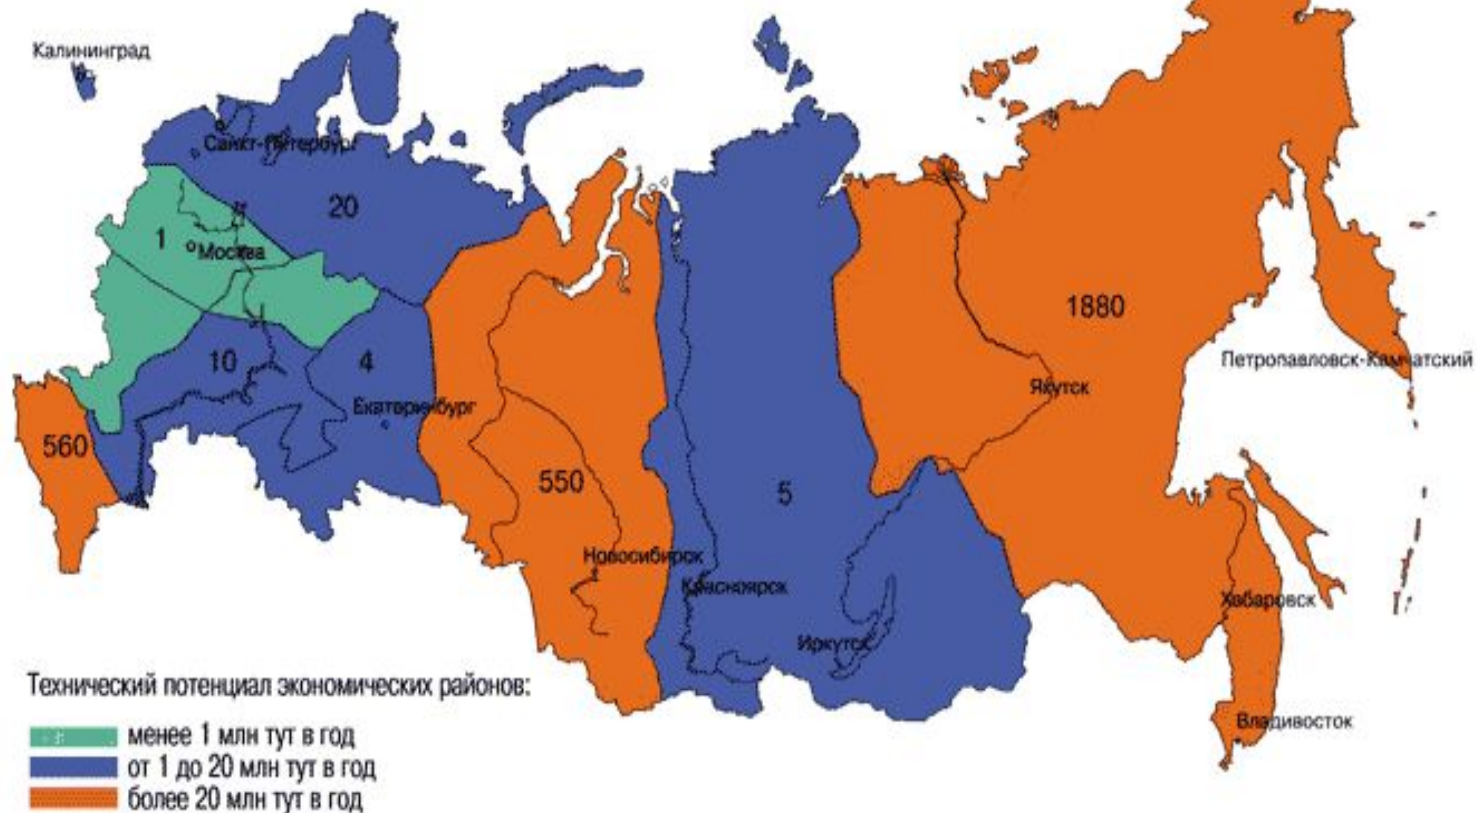 Калининград
Санкт-Петербург
20
1
Москва
1880
10
4
Петропавловск-Камчатский
Якутск
Екатеринбург
560
550
5
Новосибирск
Красноярск
Хабаровск
Иркутск
Технический потенциал экономических районов:
Владивосток
менее 1 млн тут в год
от 1 до 20 млн тут в год
более 20 млн тут в год